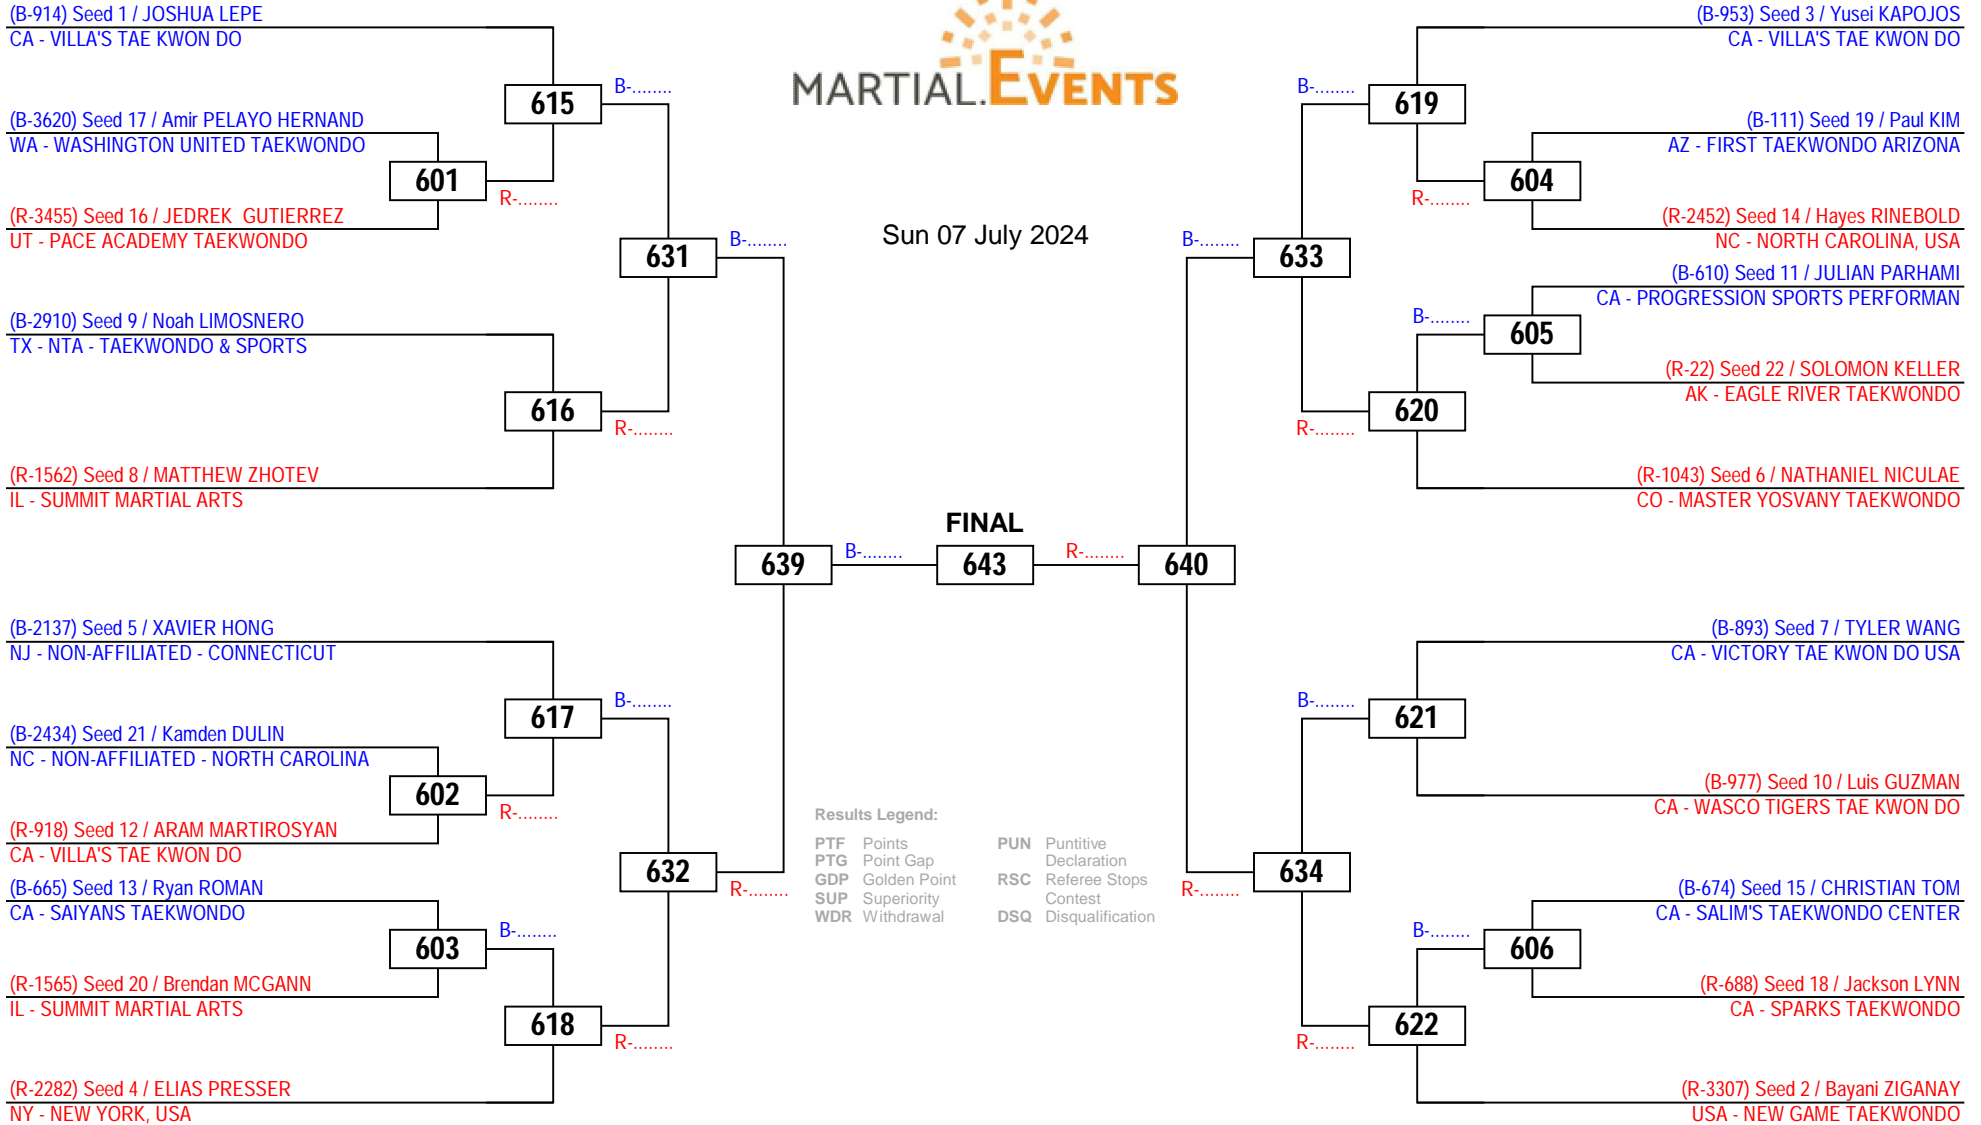 (B-914) Seed 1 / JOSHUA LEPE
CA - VILLA'S TAE KWON DO
615
B-........
(B-3620) Seed 17 / Amir PELAYO HERNAND
WA - WASHINGTON UNITED TAEKWONDO
601
R-........
(R-3455) Seed 16 / JEDREK  GUTIERREZ
UT - PACE ACADEMY TAEKWONDO
631
B-........
(B-2910) Seed 9 / Noah LIMOSNERO
TX - NTA - TAEKWONDO & SPORTS
616
R-........
(R-1562) Seed 8 / MATTHEW ZHOTEV
IL - SUMMIT MARTIAL ARTS
639
B-........
(B-2137) Seed 5 / XAVIER HONG
NJ - NON-AFFILIATED - CONNECTICUT
617
B-........
(B-2434) Seed 21 / Kamden DULIN
NC - NON-AFFILIATED - NORTH CAROLINA
602
R-........
(R-918) Seed 12 / ARAM MARTIROSYAN
CA - VILLA'S TAE KWON DO
632
R-........
(B-665) Seed 13 / Ryan ROMAN
CA - SAIYANS TAEKWONDO
603
B-........
(R-1565) Seed 20 / Brendan MCGANN
IL - SUMMIT MARTIAL ARTS
618
R-........
(R-2282) Seed 4 / ELIAS PRESSER
NY - NEW YORK, USA
MARTIAL.EVENTS
Sun 07 July 2024
FINAL
643
Results Legend:
PTF Points
PTG Point Gap
GDP Golden Point
SUP Superiority
WDR Withdrawal
PUN Puntitive
Declaration
RSC Referee Stops
Contest
DSQ Disqualification
(B-953) Seed 3 / Yusei KAPOJOS
CA - VILLA'S TAE KWON DO
B-........
619
(B-111) Seed 19 / Paul KIM
AZ - FIRST TAEKWONDO ARIZONA
604
R-........
(R-2452) Seed 14 / Hayes RINEBOLD
NC - NORTH CAROLINA, USA
B-........
633
(B-610) Seed 11 / JULIAN PARHAMI
CA - PROGRESSION SPORTS PERFORMAN
B-........
605
(R-22) Seed 22 / SOLOMON KELLER
AK - EAGLE RIVER TAEKWONDO
620
R-........
(R-1043) Seed 6 / NATHANIEL NICULAE
CO - MASTER YOSVANY TAEKWONDO
R-........
640
(B-893) Seed 7 / TYLER WANG
CA - VICTORY TAE KWON DO USA
B-........
621
(B-977) Seed 10 / Luis GUZMAN
CA - WASCO TIGERS TAE KWON DO
634
R-........
(B-674) Seed 15 / CHRISTIAN TOM
CA - SALIM'S TAEKWONDO CENTER
B-........
606
(R-688) Seed 18 / Jackson LYNN
CA - SPARKS TAEKWONDO
622
R-........
(R-3307) Seed 2 / Bayani ZIGANAY
USA - NEW GAME TAEKWONDO